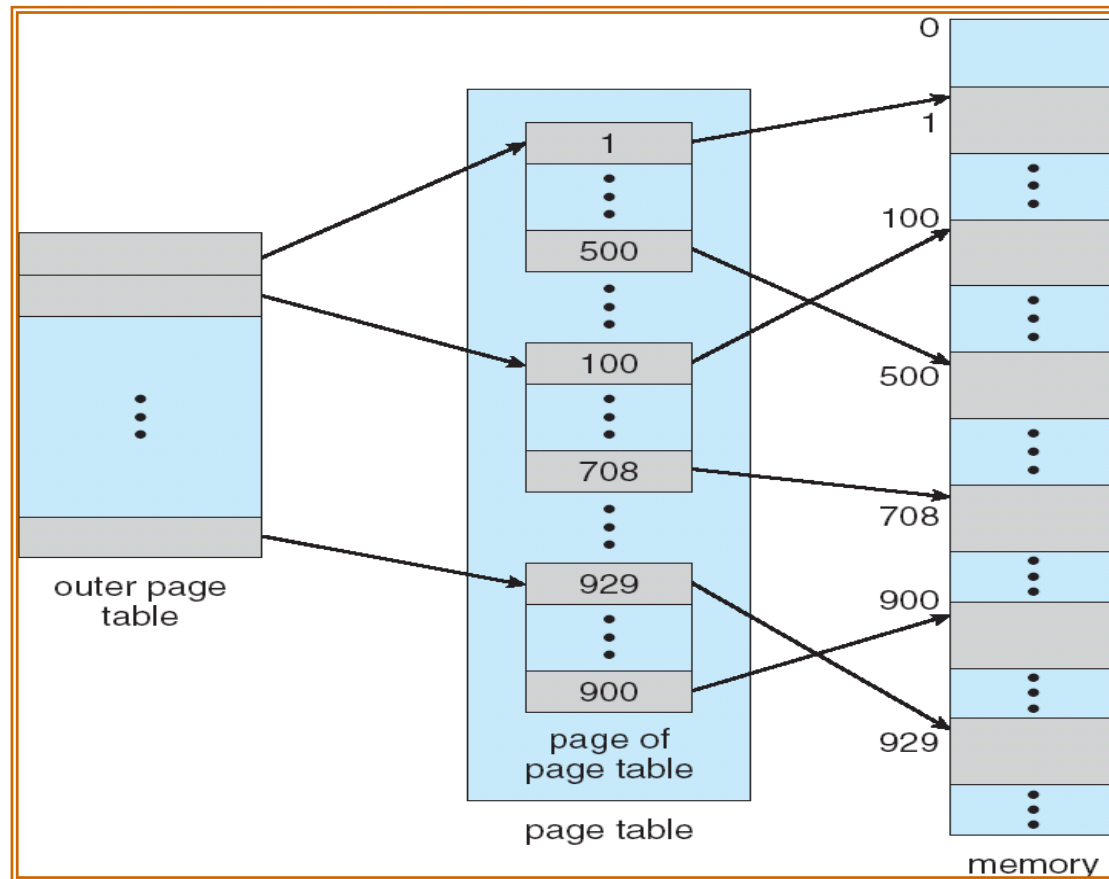 outer page
table
1
500
100
708
929
900
page of
page table
page table
0
1
100
500
708
900
929
memory